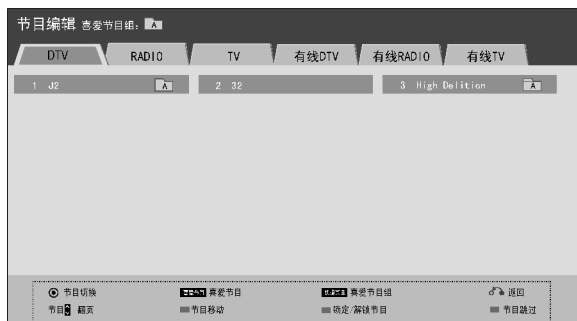 节目编辑 喜爱节目组: A
DTV RADIO TV 有线DTV 有线RADIO 有线TV
1 J2 A 2 32 3 High Delition A
节目切换 喜爱节目 喜爱节目组 返回
节目 翻页 节目移动 锁定/解锁节目 节目跳过